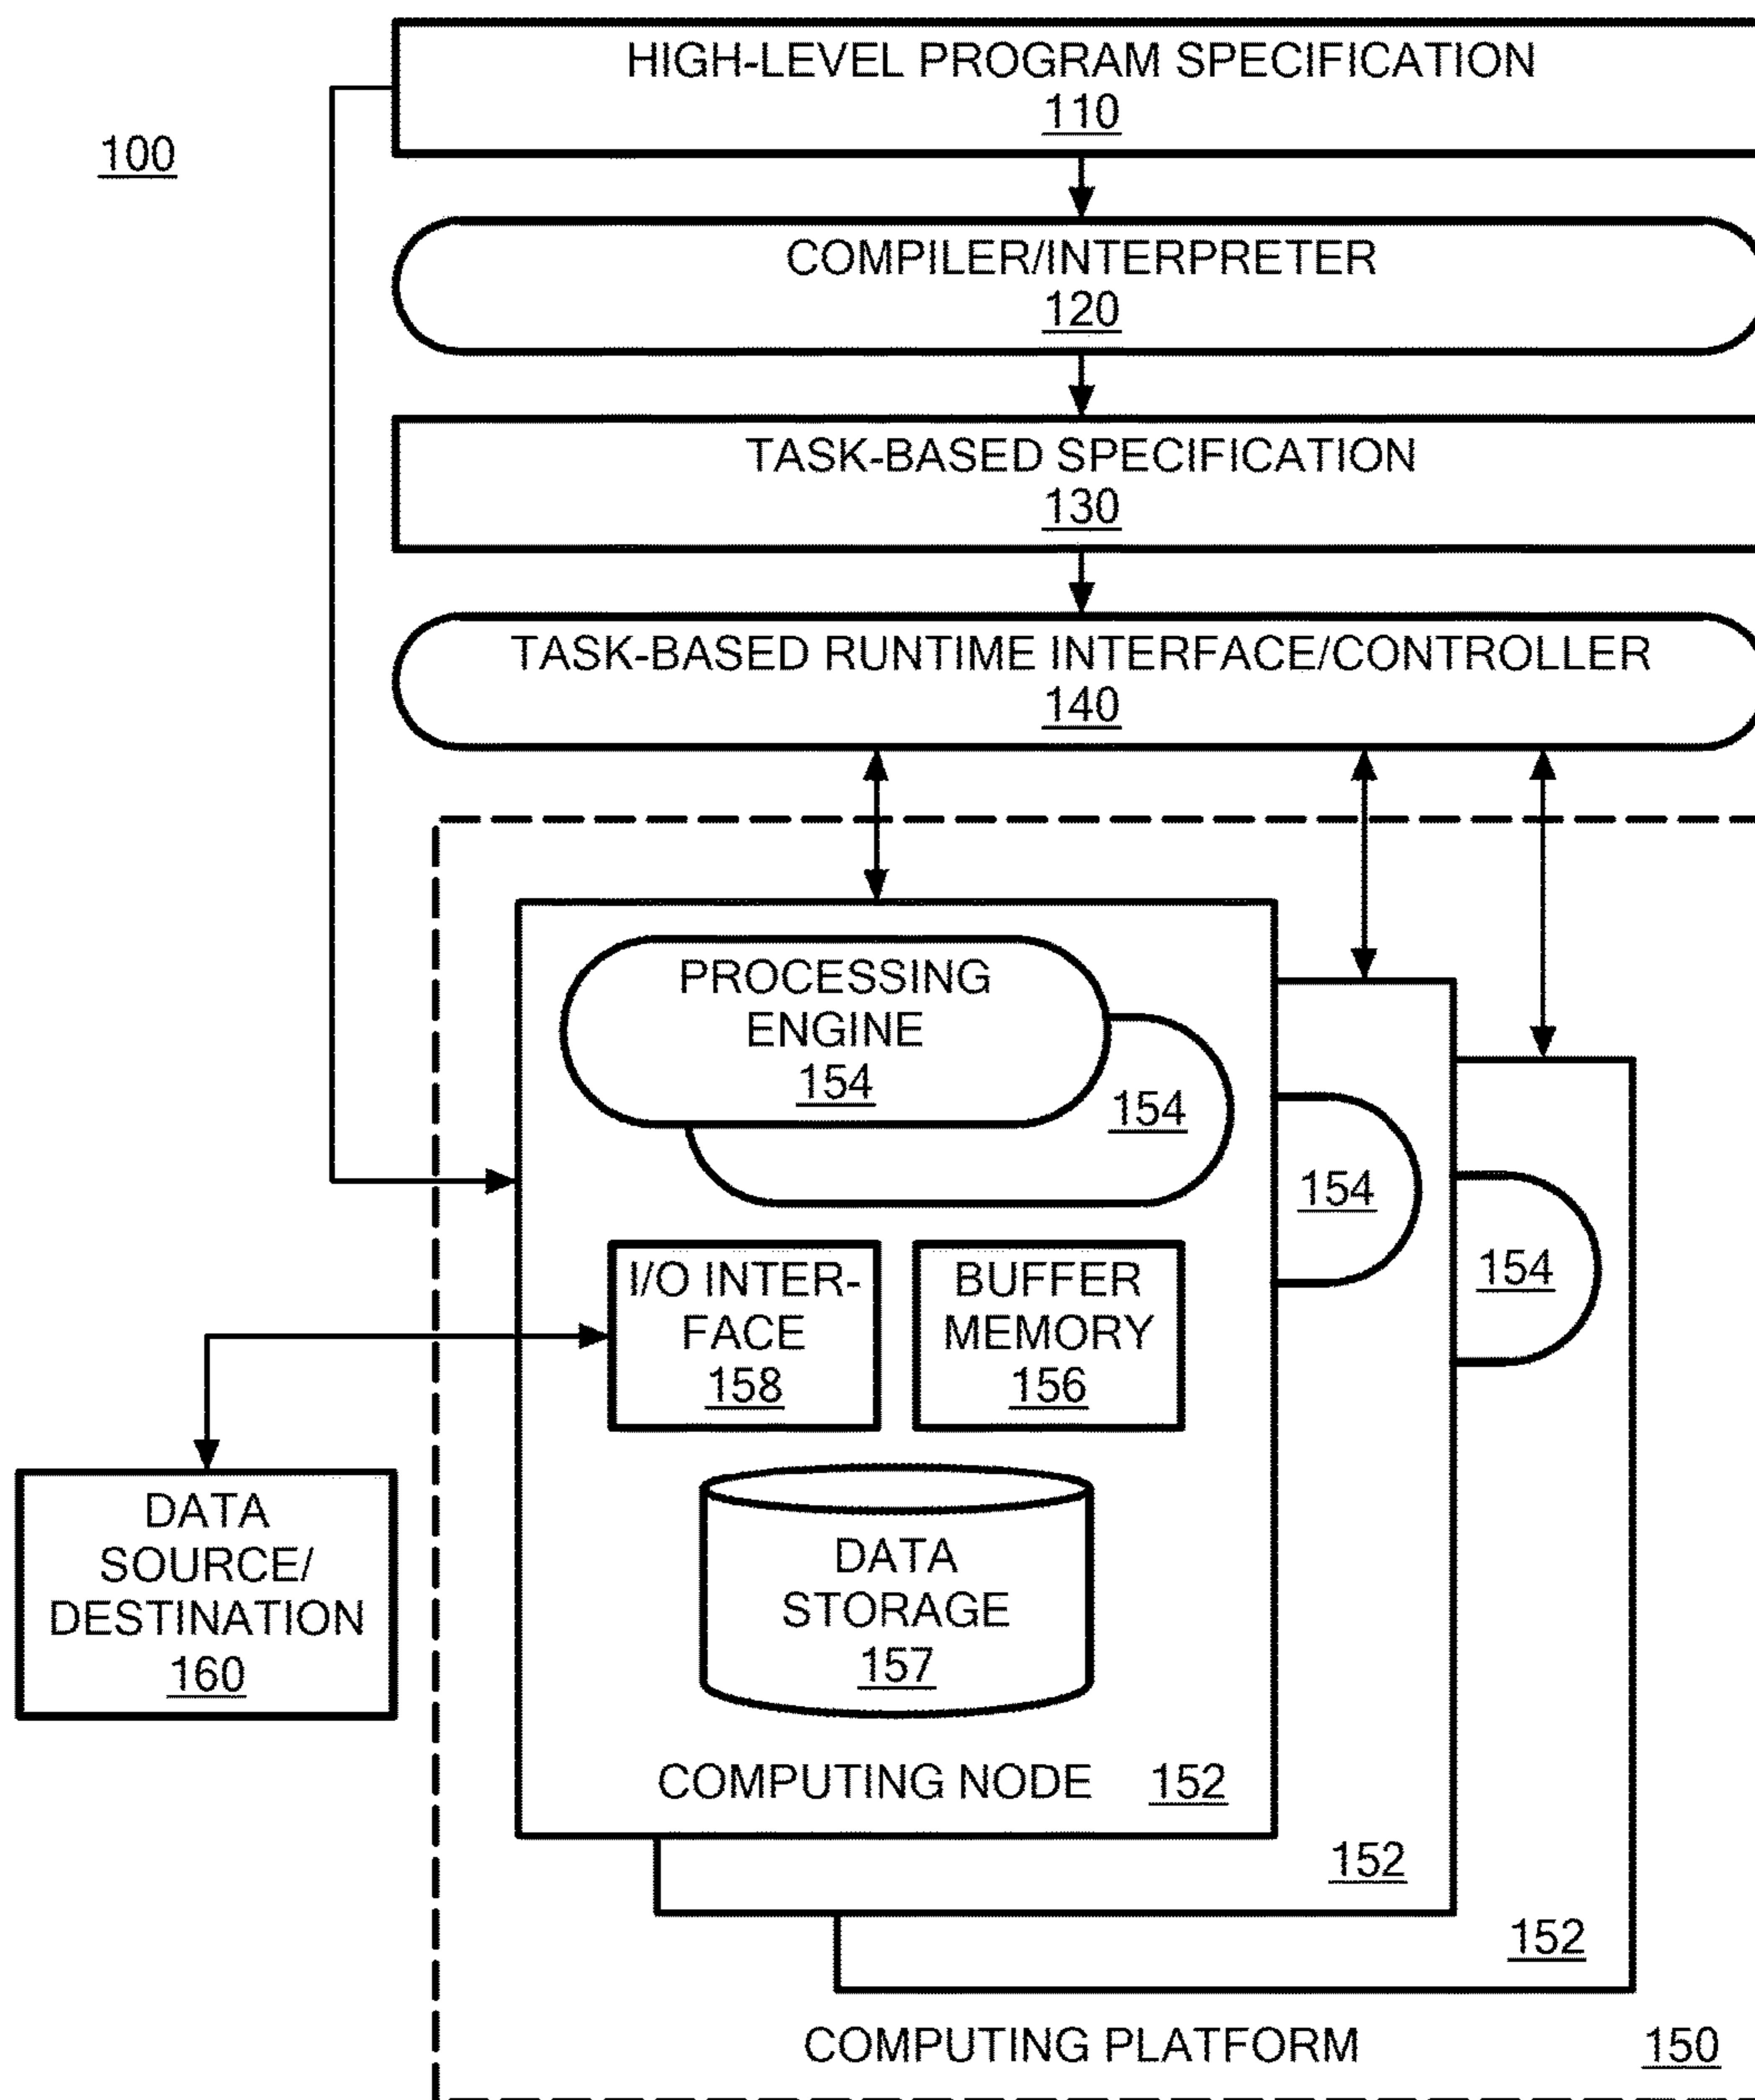 HIGH-LEVEL PROGRAM SPECIFICATION
110
100
COMPILER/INTERPRETER
120
TASK-BASED SPECIFICATION
130
TASK-BASED RUNTIME INTERFACE/CONTROLLER
140
PROCESSING
ENGINE
154
154
154
154
I/O INTER-
FACE
158
BUFFER
MEMORY
156
DATA
SOURCE/
DESTINATION
160
DATA
STORAGE
157
COMPUTING NODE 152
152
152
COMPUTING PLATFORM 150